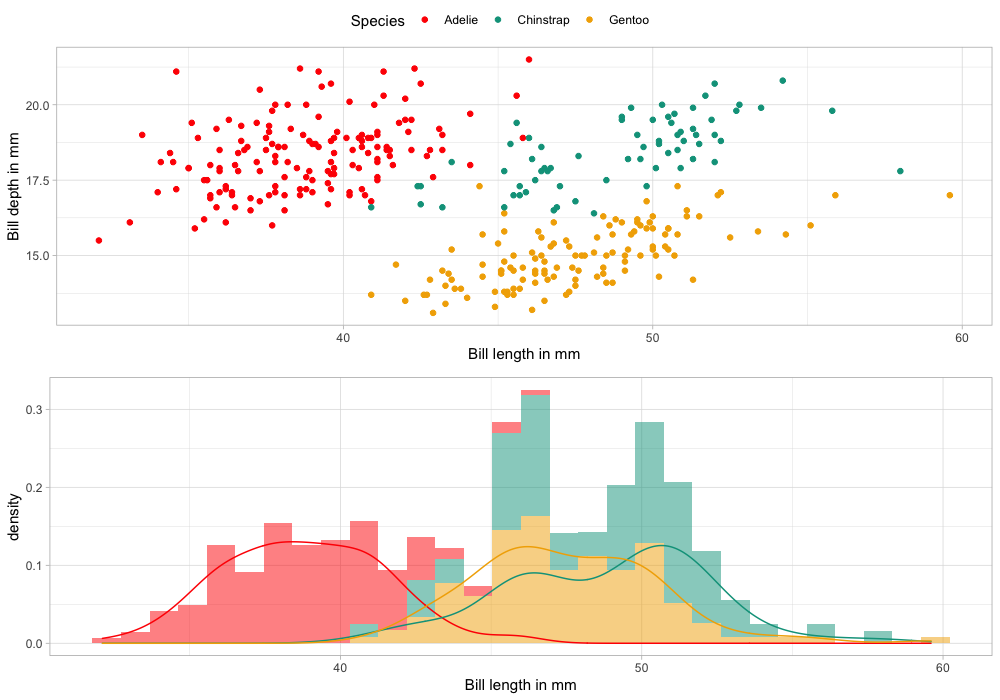 Species Adelie Chinstrap Gentoo
Bill depth in mm
20.0
17.5
15.0
40 50 60
Bill length in mm
density
0.3
0.2
0.1
0.0
40 50 60
Bill length in mm